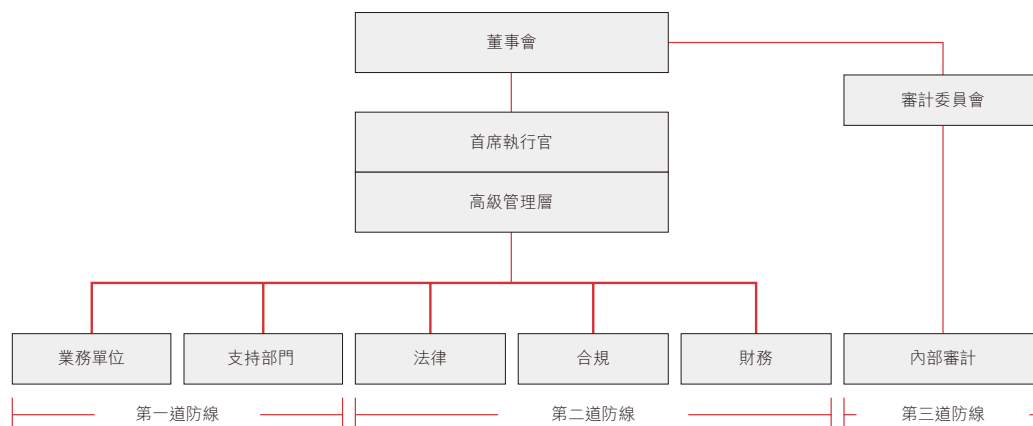 董事會
審計委員會
首席執行官
高級管理層
業務單位
支持部門
法律
合規
財務
內部審計
第一道防線
第二道防線
第三道防線